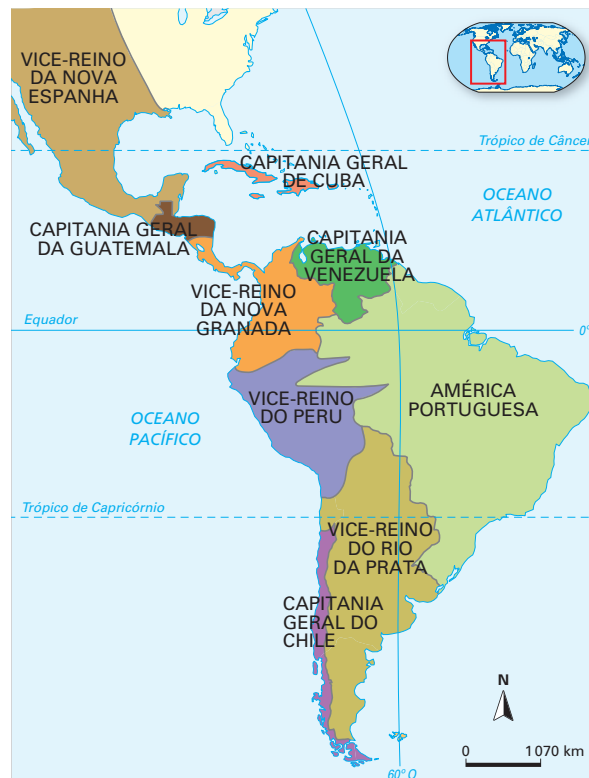 VICE-REINO
DA NOVA
ESPANHA
Trópico de Câncer
CAPITANIA GERAL
DE CUBA
OCEANO
ATLÂNTICO
CAPITANIA GERAL
DA GUATEMALA
CAPITANIA
GERAL DA
VENEZUELA
VICE-REINO
DA NOVA
GRANADA
Equador
0°
VICE-REINO
DO PERU
AMÉRICA
PORTUGUESA
OCEANO
PACÍFICO
Trópico de Capricórnio
VICE-REINO
DO RIO
DA PRATA
CAPITANIA
GERAL DO
CHILE
N
0 1070 km
60° O